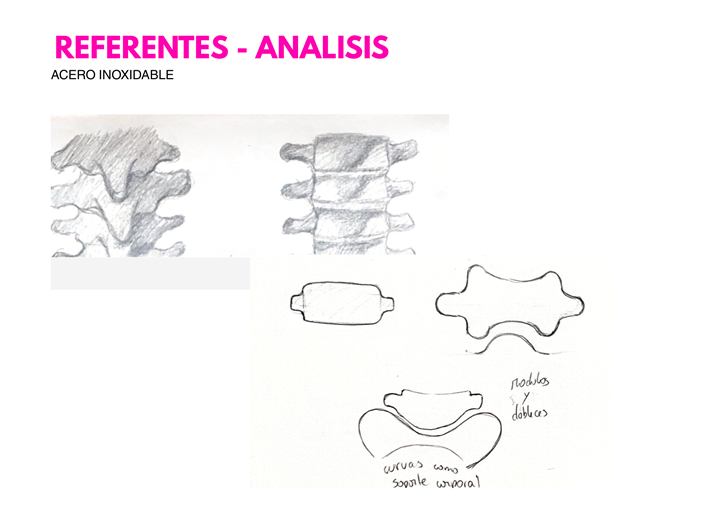 REFERENTES - ANALISIS
ACERO INOXIDABLE
modulos
y
dobleces
curvas como
soporte corporal